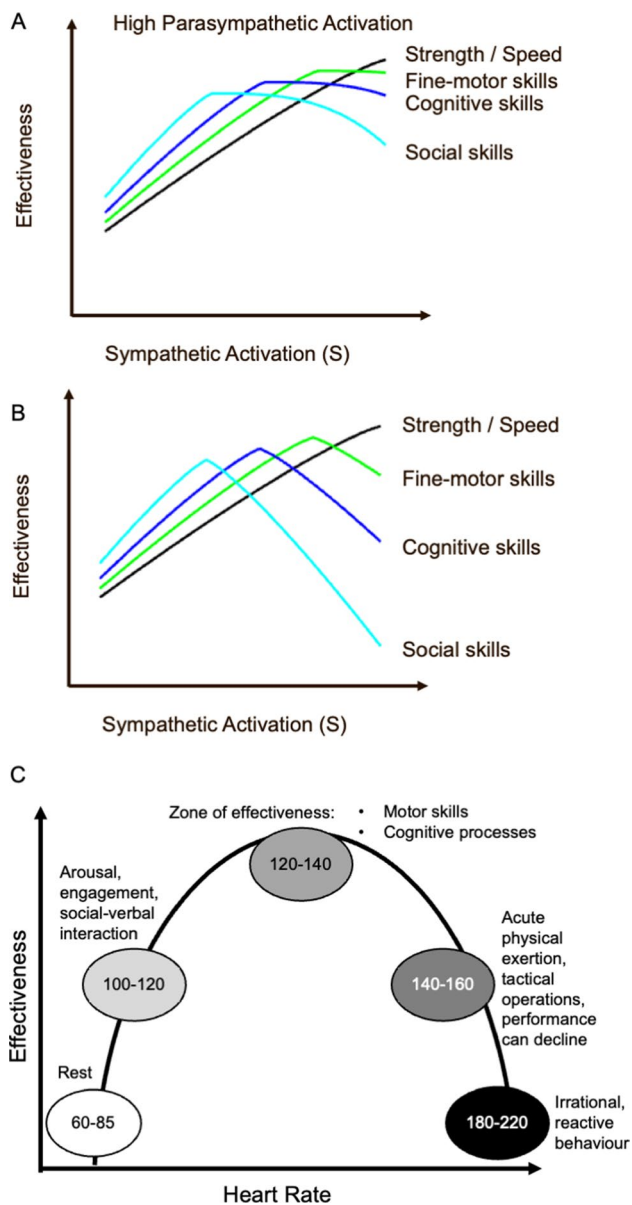 A
High Parasympathetic Activation
Strength / Speed
Fine-motor skills
Cognitive skills
Social skills
Effectiveness
Sympathetic Activation (S)
B
Strength / Speed
Fine-motor skills
Cognitive skills
Social skills
Effectiveness
Sympathetic Activation (S)
C
Zone of effectiveness:
• Motor skills
• Cognitive processes
120-140
Arousal,
engagement,
social-verbal
interaction
100-120
Acute
physical
exertion,
tactical
operations,
performance
can decline
140-160
Rest
60-85
180-220
Irrational,
reactive
behaviour
Effectiveness
Heart Rate